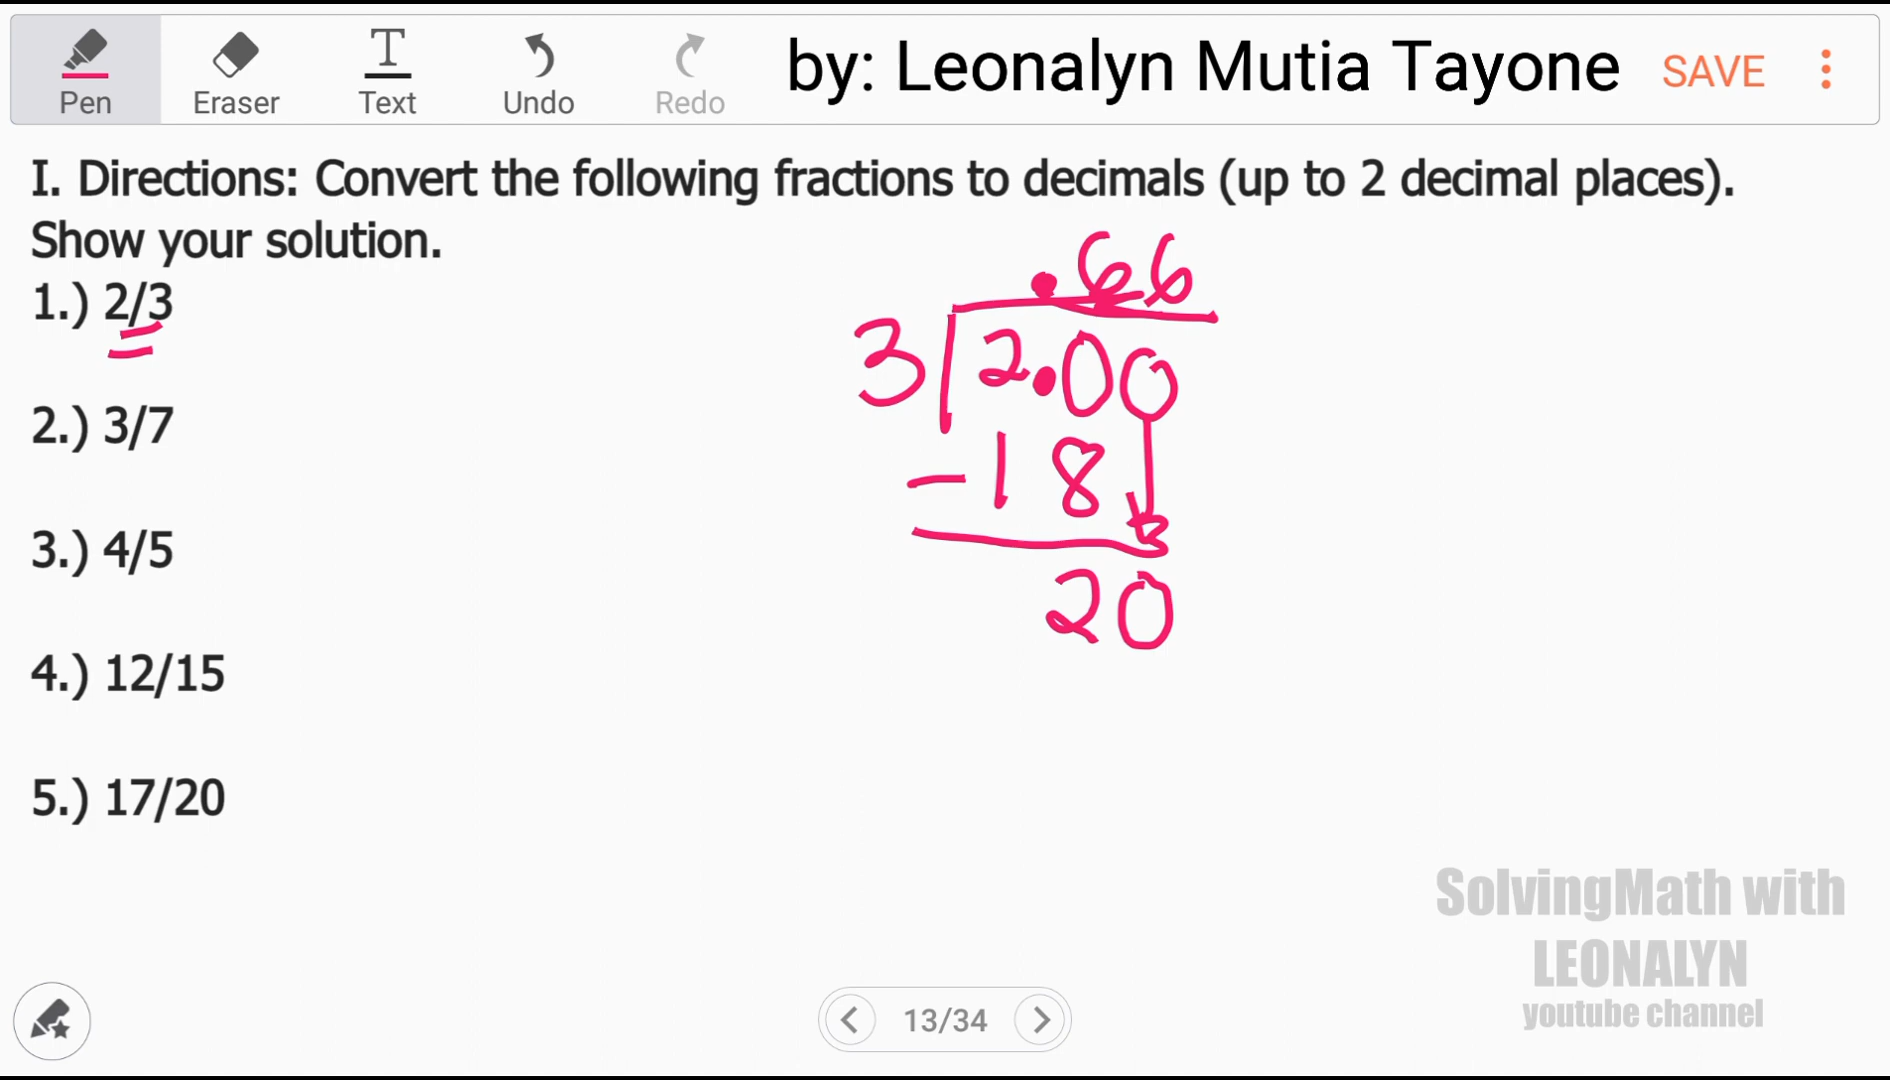 Pen Eraser Text Undo Redo by: Leonalyn Mutia Tayone SAVE
I. Directions: Convert the following fractions to decimals (up to 2 decimal places).
Show your solution.
1.) 2/3
2.) 3/7
3.) 4/5
4.) 12/15
5.) 17/20
.66
3 2.00
-18
20
SolvingMath with
LEONALYN
youtube channel
13/34